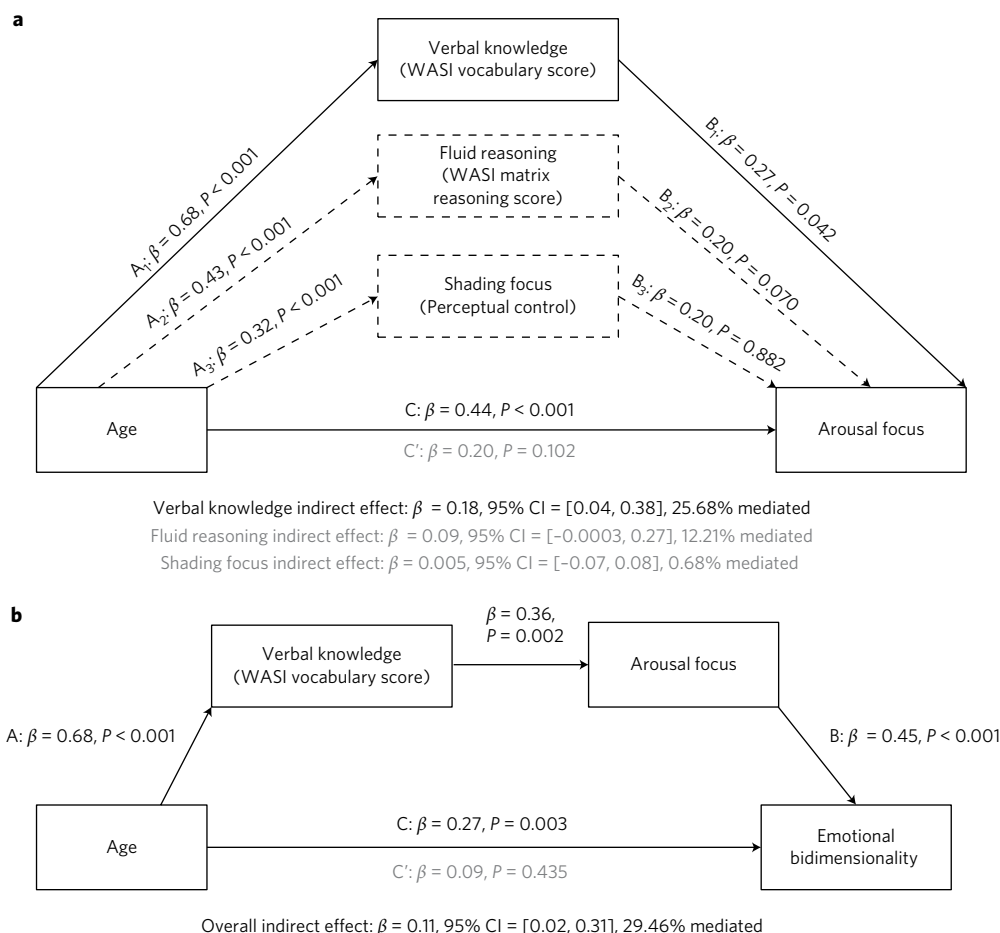 a
Verbal knowledge
(WASI vocabulary score)
Fluid reasoning
(WASI matrix
reasoning score)
Shading focus
(Perceptual control)
A₁: β = 0.68, P < 0.001
A₂: β = 0.43, P < 0.001
A₃: β = 0.32, P < 0.001
B₁: β = 0.27, P = 0.042
B₂: β = 0.20, P = 0.070
B₃: β = 0.20, P = 0.882
Age
C: β = 0.44, P < 0.001
C': β = 0.20, P = 0.102
Arousal focus
Verbal knowledge indirect effect: β = 0.18, 95% CI = [0.04, 0.38], 25.68% mediated
Fluid reasoning indirect effect: β = 0.09, 95% CI = [–0.0003, 0.27], 12.21% mediated
Shading focus indirect effect: β = 0.005, 95% CI = [–0.07, 0.08], 0.68% mediated
b
Verbal knowledge
(WASI vocabulary score)
β = 0.36,
P = 0.002
Arousal focus
A: β = 0.68, P < 0.001
B: β = 0.45, P < 0.001
Age
C: β = 0.27, P = 0.003
C': β = 0.09, P = 0.435
Emotional
bidimensionality
Overall indirect effect: β = 0.11, 95% CI = [0.02, 0.31], 29.46% mediated